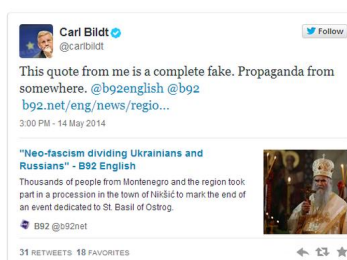 Carl Bildt
@carlbildt
Follow
This quote from me is a complete fake. Propaganda from
somewhere. @b92english @b92
b92.net/eng/news/regio...
3:00 PM - 14 May 2014
"Neo-fascism dividing Ukrainians and
Russians" - B92 English
Thousands of people from Montenegro and the region took
part in a procession in the town of Nikšić to mark the end of
an event dedicated to St. Basil of Ostrog.
B92 @b92net
31 RETWEETS 18 FAVORITES